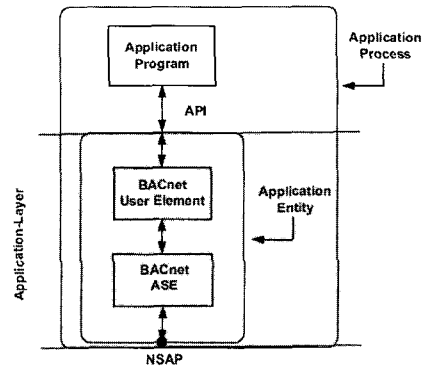 Application
Program
Application
Process
API
BACnet
User Element
Application
Entity
BACnet
ASE
Application-Layer
NSAP